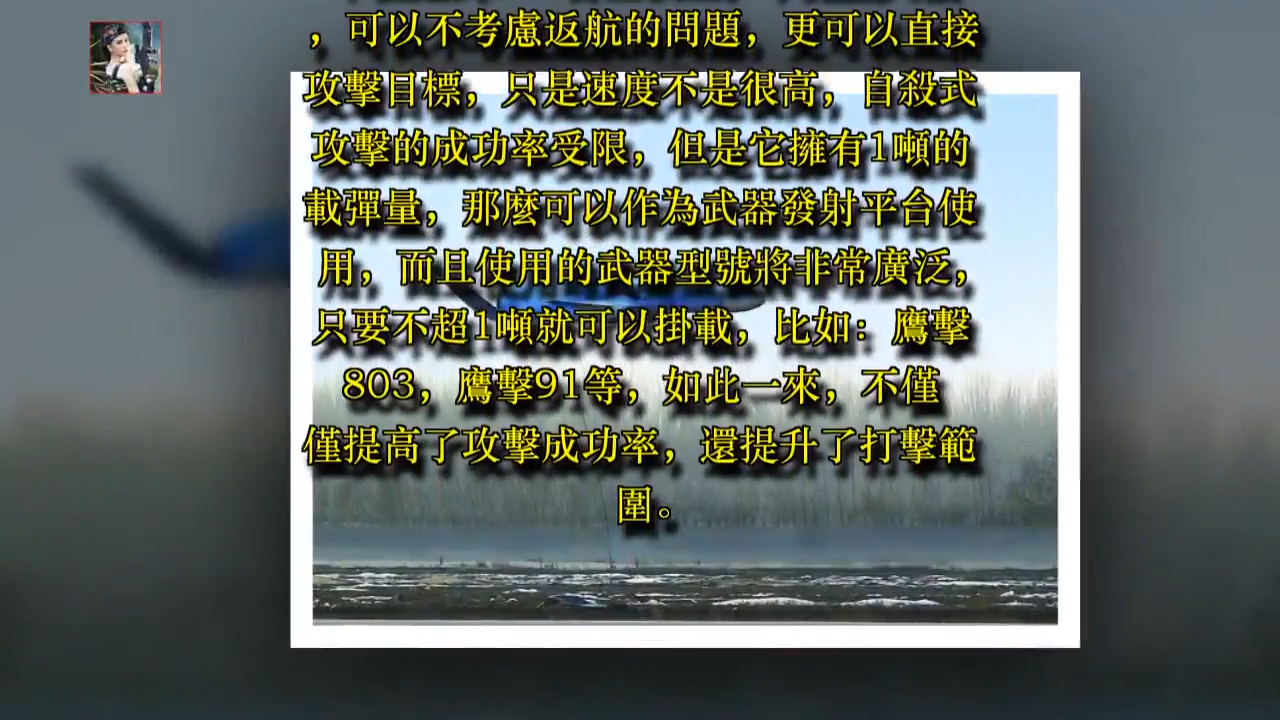 ，可以不考慮返航的問題，更可以直接
攻擊目標，只是速度不是很高，自殺式
攻擊的成功率受限，但是它擁有1噸的
載彈量，那麼可以作為武器發射平台使
用，而且使用的武器型號將非常廣泛，
只要不超1噸就可以掛載，比如：鷹擊
803，鷹擊91等，如此一來，不僅
僅提高了攻擊成功率，還提升了打擊範
圍。